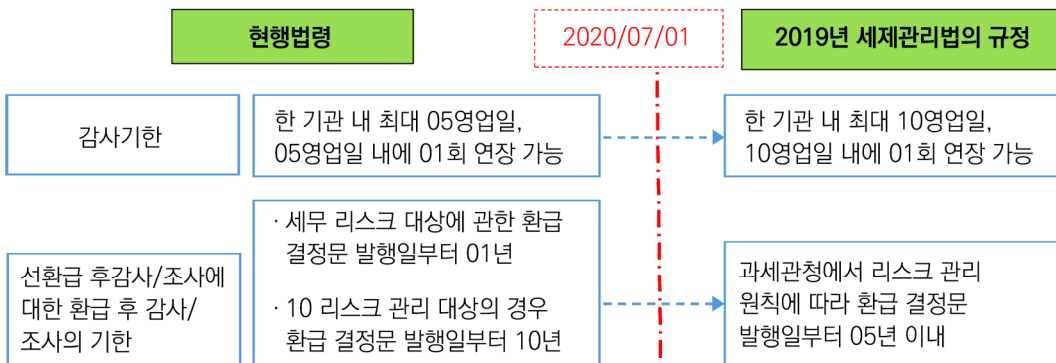 현행법령
2020/07/01
2019년 세제관리법의 규정
감사기한
한 기관 내 최대 05영업일,
05영업일 내에 01회 연장 가능
한 기관 내 최대 10영업일,
10영업일 내에 01회 연장 가능
선환급 후감사/조사에
대한 환급 후 감사/
조사의 기한
· 세무 리스크 대상에 관한 환급
결정문 발행일부터 01년
· 10 리스크 관리 대상의 경우
환급 결정문 발행일부터 10년
과세관청에서 리스크 관리
원칙에 따라 환급 결정문
발행일부터 05년 이내